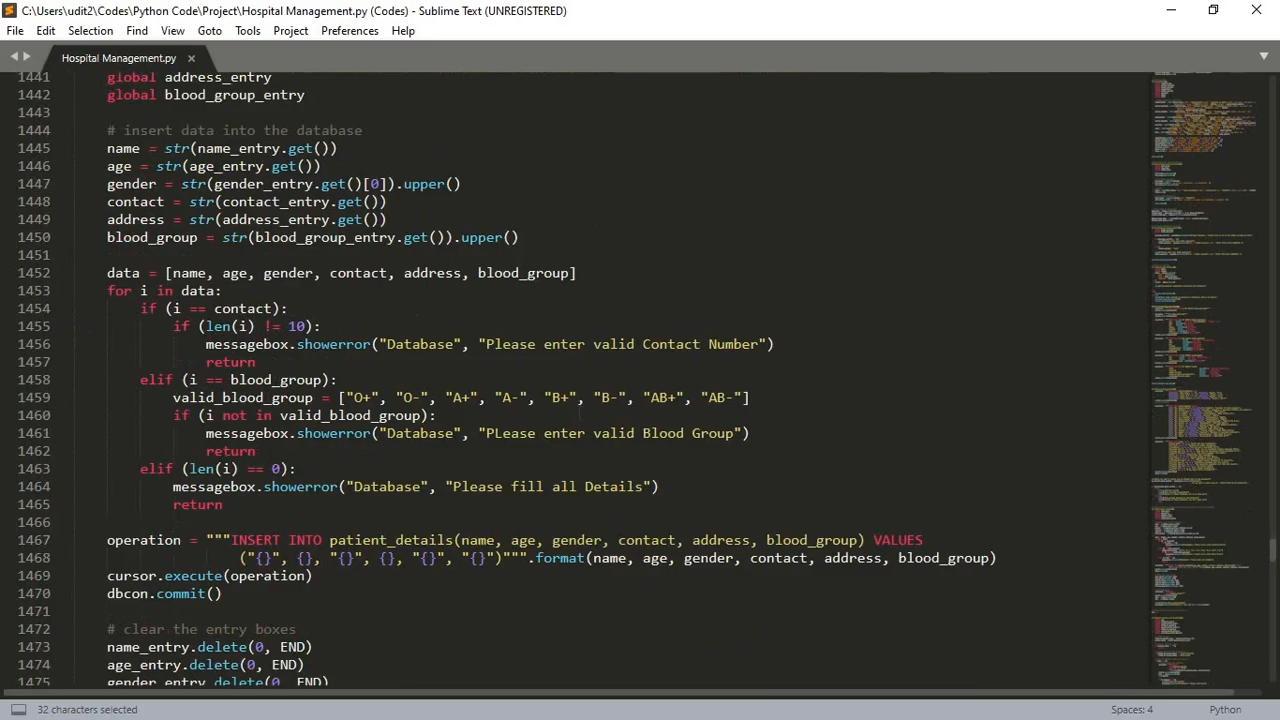 C:\Users\udit2\Codes\Python Code\Project\Hospital Management.py (Codes) - Sublime Text (UNREGISTERED)
File Edit Selection Find View Goto Tools Project Preferences Help
Hospital Management.py
1441 global address_entry
1442 global blood_group_entry
1443
1444 # insert data into the database
1445 name = str(name_entry.get())
1446 age = str(age_entry.get())
1447 gender = str(gender_entry.get()[0]).upper()
1448 contact = str(contact_entry.get())
1449 address = str(address_entry.get())
1450 blood_group = str(blood_group_entry.get()).upper()
1451
1452 data = [name, age, gender, contact, address, blood_group]
1453 for i in data:
1454 if (i == contact):
1455 if (len(i) != 10):
1456 messagebox.showerror("Database", "Please enter valid Contact Number")
1457 return
1458 elif (i == blood_group):
1459 valid_blood_group = ["O+", "O-", "A+", "A-", "B+", "B-", "AB+", "AB-"]
1460 if (i not in valid_blood_group):
1461 messagebox.showerror("Database", "PLease enter valid Blood Group")
1462 return
1463 elif (len(i) == 0):
1464 messagebox.showerror("Database", "Please fill all Details")
1465 return
1466
1467 operation = """INSERT INTO patient_details(name, age, gender, contact, address, blood_group) VALUES
1468 ("{}", {}, "{}", {}, "{}", "{}")""".format(name, age, gender, contact, address, blood_group)
1469 cursor.execute(operation)
1470 dbcon.commit()
1471
1472 # clear the entry boxes
1473 name_entry.delete(0, END)
1474 age_entry.delete(0, END)
1475 gender_entry.delete(0, END)
32 characters selected Spaces: 4 Python